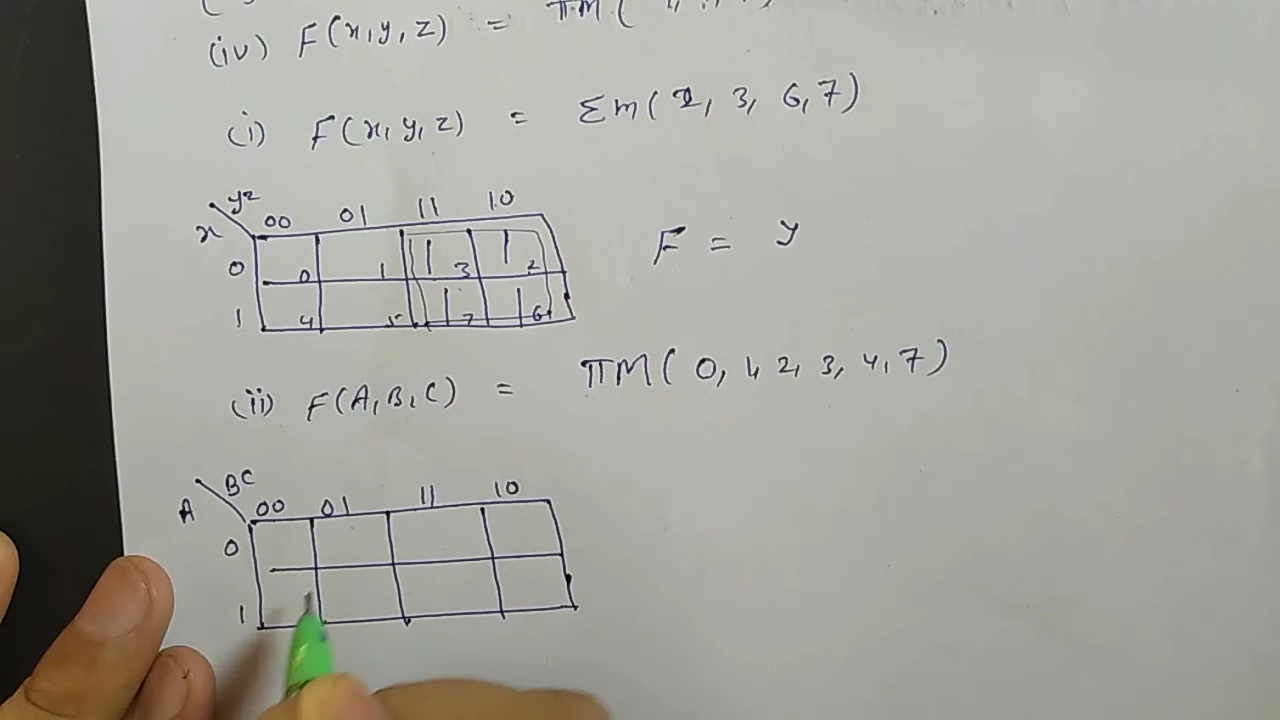 (iv) F(x,y,z) = πM(
(i) F(x,y,z) = Σm(2, 3, 6,7)
yz
x
00 01 11 10
0 0 1 1 3 1 2
1 4 5 1 7 1 6
F = y
(ii) F(A,B,C) = πM(0, 1, 2, 3, 4, 7)
BC
A
00 01 11 10
0
1